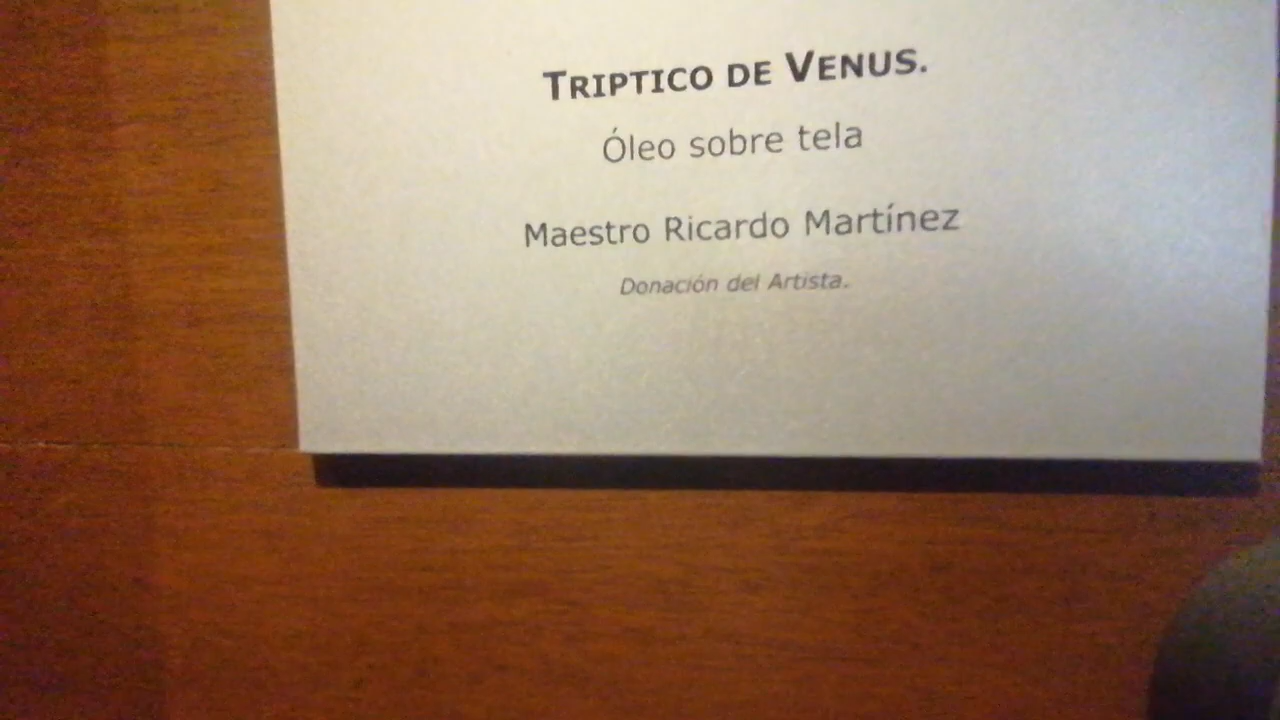 TRIPTICO DE VENUS.
Óleo sobre tela
Maestro Ricardo Martínez
Donación del Artista.